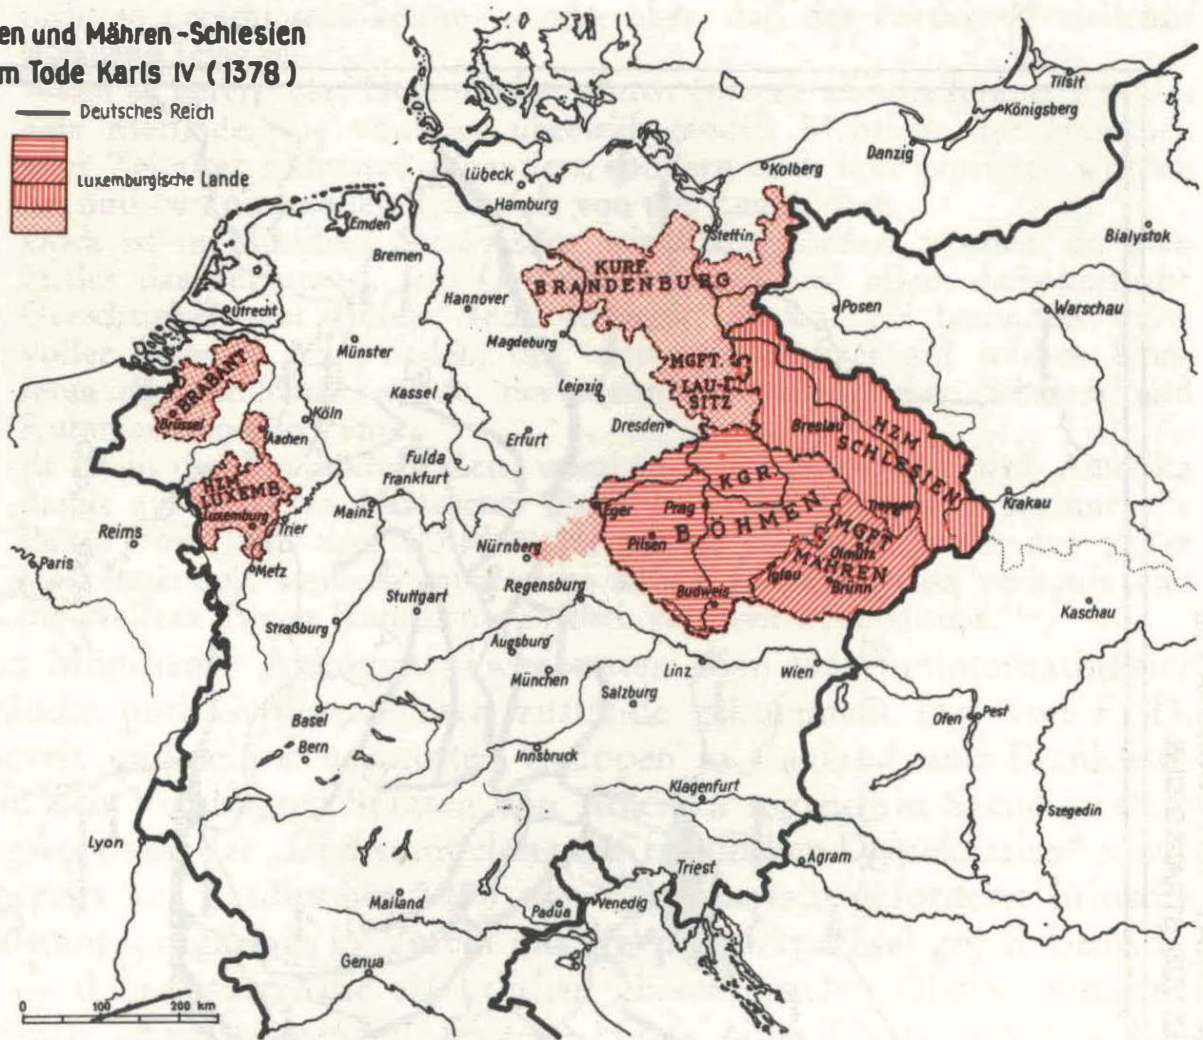 en und Mähren-Schlesien
m Tode Karls IV (1378)
Deutsches Reich
Luxemburgische Lande
Tilsit
Königsberg
Danzig
Kolberg
Lübeck
Hamburg
Stettin
Bialystok
Emden
Bremen
KURF.
BRANDENBURG
Hannover
Posen
Warschau
Utrecht
Magdeburg
Münster
MGFT.
LAU-
SITZ
BRABANT
Brüssel
Leipzig
Kassel
Köln
Aachen
Dresden
Breslau
HZM
SCHLESIEN
Erfurt
Fulda
Frankfurt
KGR.
BÖHMEN
HZM
LUXEMB.
Luxemburg
Trier
Mainz
Eger
Prag
Krakau
Reims
Nürnberg
Pilsen
MGFT
MÄHREN
Olmütz
Iglau
Brünn
Paris
Metz
Regensburg
Budweis
Stuttgart
Kaschau
Straßburg
Augsburg
München
Linz
Wien
Salzburg
Basel
Bern
Ofen
Pest
Innsbruck
Klagenfurt
Szegedin
Lyon
Agram
Triest
Mailand
Padua
Venedig
Genua
0 100 200 km